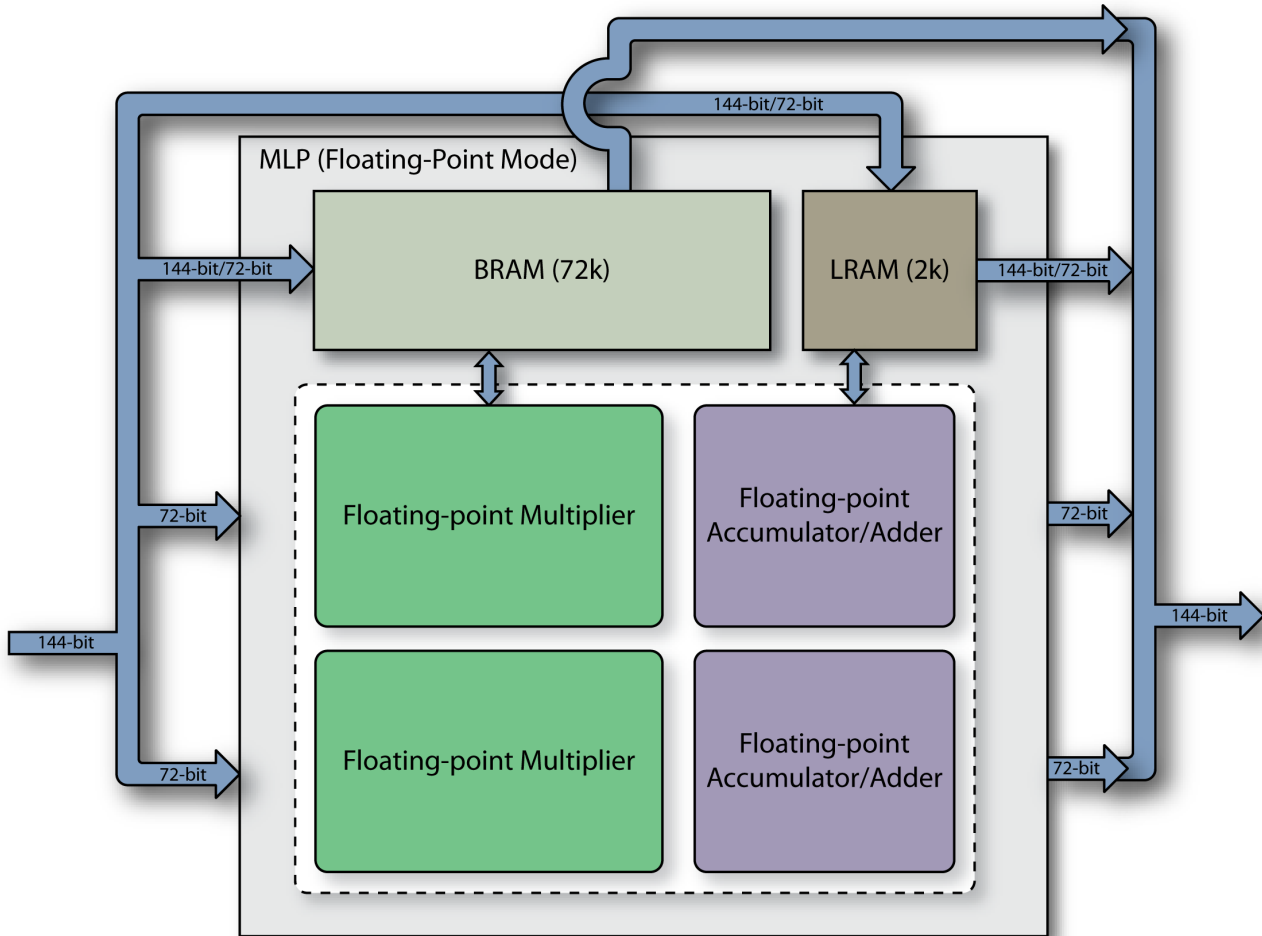 144-bit/72-bit
MLP (Floating-Point Mode)
144-bit/72-bit
BRAM (72k)
LRAM (2k)
144-bit/72-bit
72-bit
Floating-point Multiplier
Floating-point
Accumulator/Adder
72-bit
144-bit
144-bit
72-bit
Floating-point Multiplier
Floating-point
Accumulator/Adder
72-bit